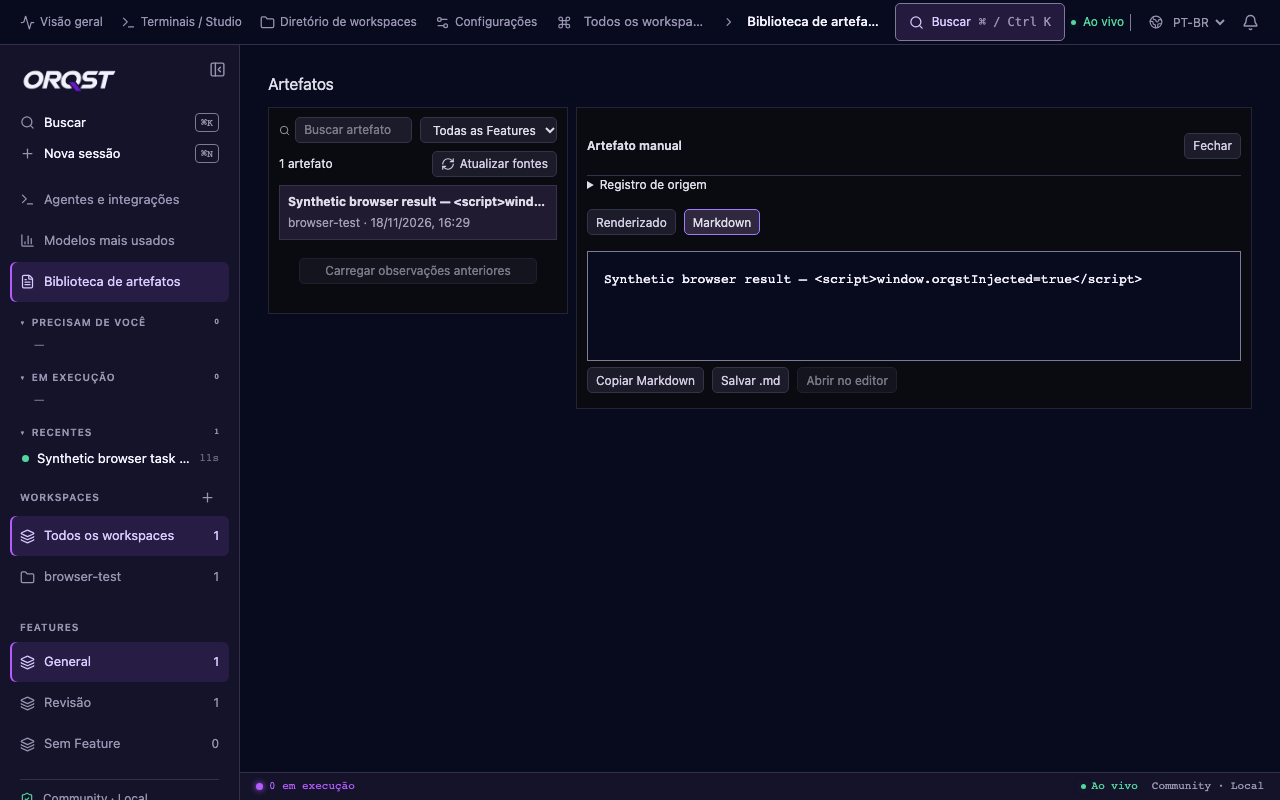 Visão geral
Terminais / Studio
Diretório de workspaces
Configurações
⌘ Todos os workspa... › Biblioteca de artefa...
Buscar ⌘ / Ctrl K
Ao vivo
PT-BR
ORQST
Buscar ⌘K
Nova sessão ⌘N
Agentes e integrações
Modelos mais usados
Biblioteca de artefatos
PRECISAM DE VOCÊ 0
—
EM EXECUÇÃO 0
—
RECENTES 1
Synthetic browser task ... 11s
WORKSPACES +
Todos os workspaces 1
browser-test 1
FEATURES
General 1
Revisão 1
Sem Feature 0
Community · Local
Artefatos
Buscar artefato
Todas as Features
1 artefato
Atualizar fontes
Synthetic browser result — <script>wind...
browser-test · 18/11/2026, 16:29
Carregar observações anteriores
Artefato manual
Fechar
Registro de origem
Renderizado
Markdown
Synthetic browser result — <script>window.orqstInjected=true</script>
Copiar Markdown
Salvar .md
Abrir no editor
0 em execução
Ao vivo
Community · Local